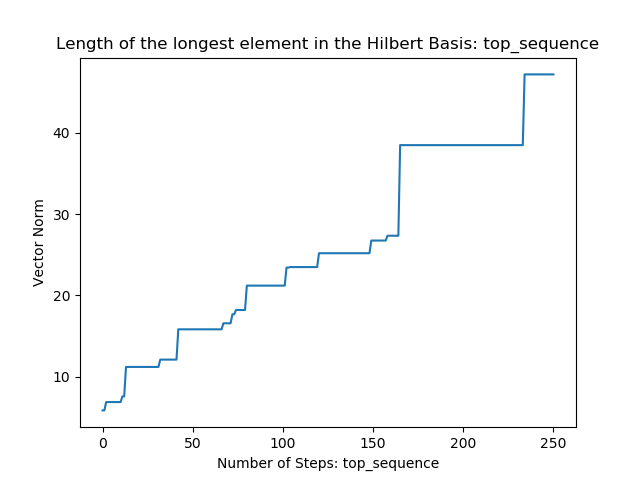 Length of the longest element in the Hilbert Basis: top_sequence
40
30
20
10
Vector Norm
0 50 100 150 200 250
Number of Steps: top_sequence